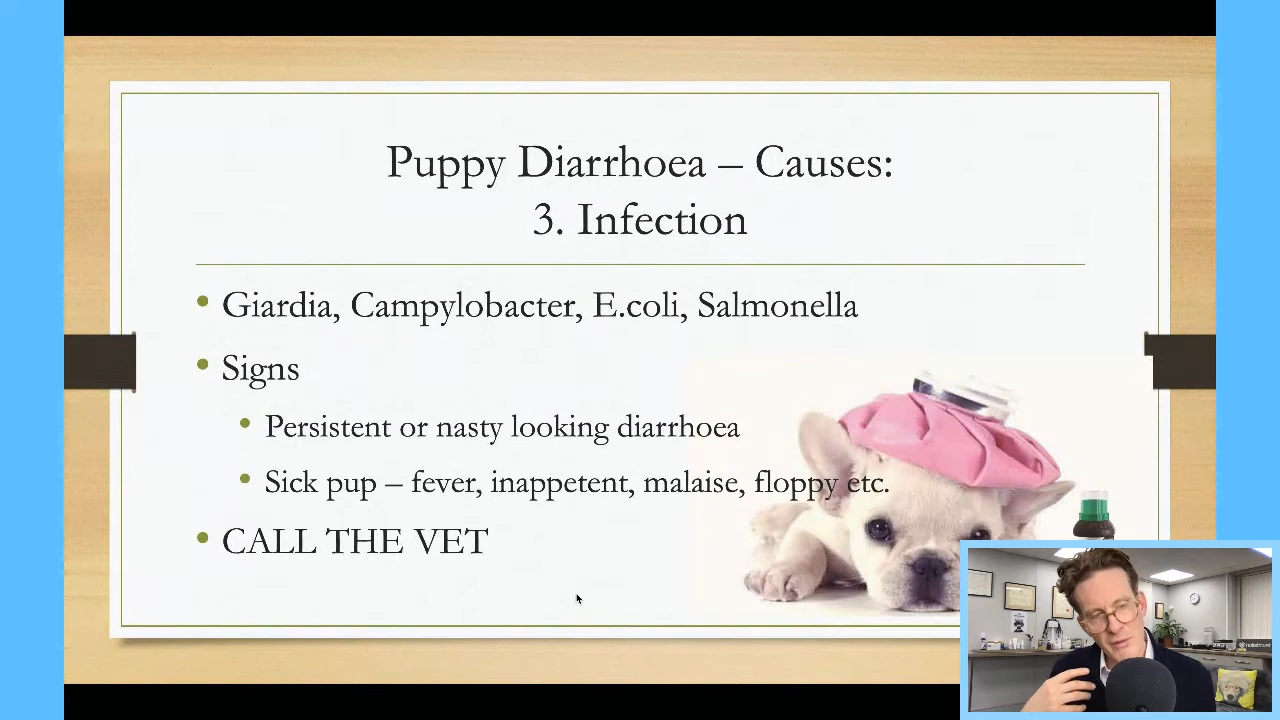 Puppy Diarrhoea – Causes:
3. Infection
• Giardia, Campylobacter, E.coli, Salmonella
• Signs
• Persistent or nasty looking diarrhoea
• Sick pup – fever, inappetent, malaise, floppy etc.
• CALL THE VET